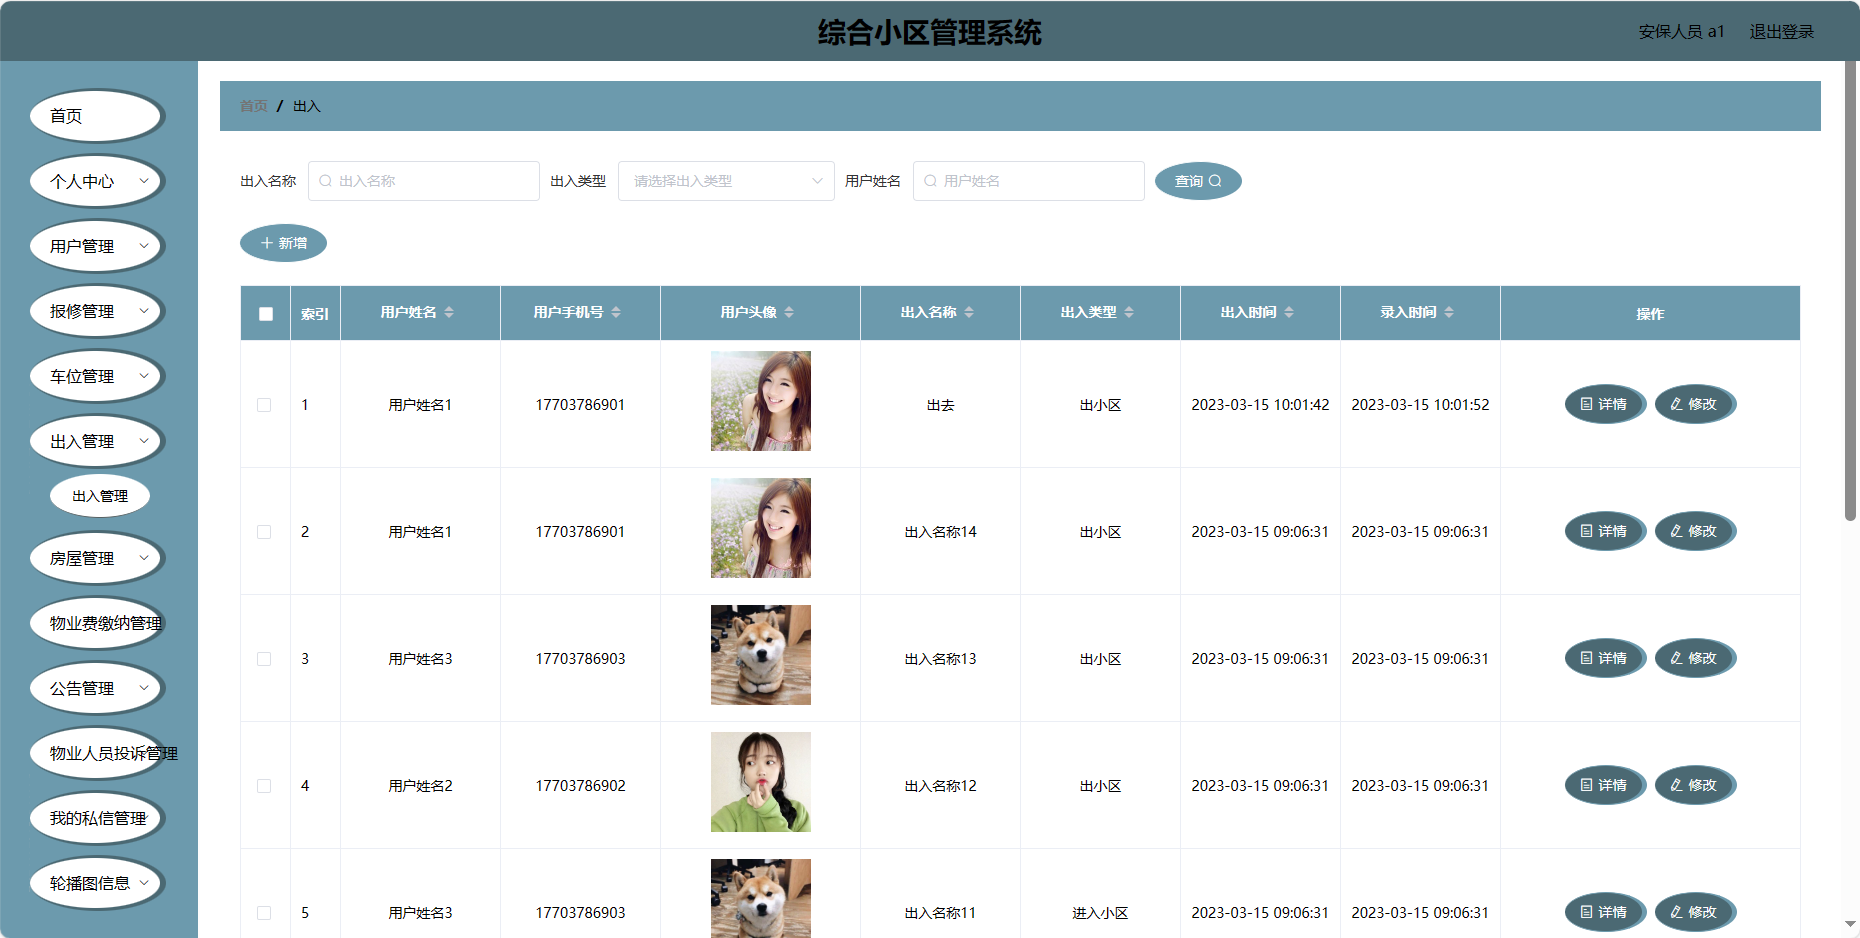 综合小区管理系统
安保人员 a1 退出登录
首页
个人中心
用户管理
报修管理
车位管理
出入管理
出入管理
房屋管理
物业费缴纳管理
公告管理
物业人员投诉管理
我的私信管理
轮播图信息
首页 / 出入
出入名称 出入名称 出入类型 请选择出入类型 用户姓名 用户姓名 查询
新增
索引 用户姓名 用户手机号 用户头像 出入名称 出入类型 出入时间 录入时间 操作
1 用户姓名1 17703786901 出去 出小区 2023-03-15 10:01:42 2023-03-15 10:01:52 详情 修改
2 用户姓名1 17703786901 出入名称14 出小区 2023-03-15 09:06:31 2023-03-15 09:06:31 详情 修改
3 用户姓名3 17703786903 出入名称13 出小区 2023-03-15 09:06:31 2023-03-15 09:06:31 详情 修改
4 用户姓名2 17703786902 出入名称12 出小区 2023-03-15 09:06:31 2023-03-15 09:06:31 详情 修改
5 用户姓名3 17703786903 出入名称11 进入小区 2023-03-15 09:06:31 2023-03-15 09:06:31 详情 修改